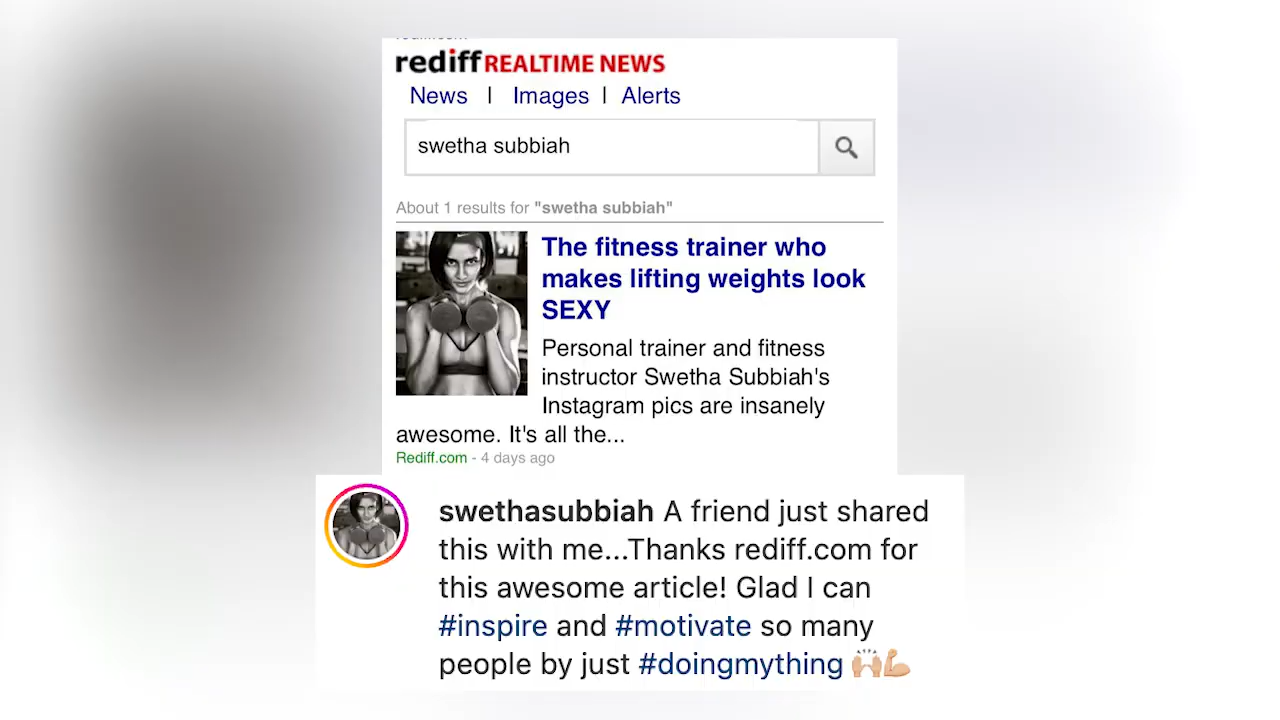 rediff REALTIME NEWS
News | Images | Alerts
swetha subbiah
About 1 results for "swetha subbiah"
The fitness trainer who
makes lifting weights look
SEXY
Personal trainer and fitness
instructor Swetha Subbiah's
Instagram pics are insanely
awesome. It's all the...
Rediff.com - 4 days ago
swethasubbiah A friend just shared
this with me...Thanks rediff.com for
this awesome article! Glad I can
#inspire and #motivate so many
people by just #doingmything 🙌🏼💪🏼